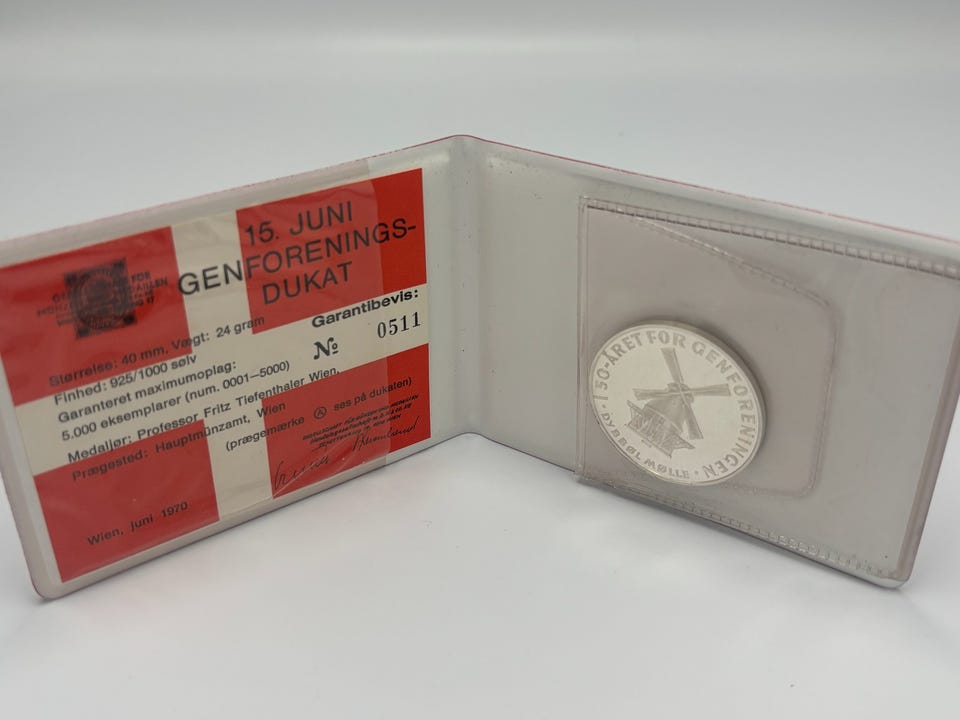 15. JUNI
GENFORENINGS-
DUKAT
Garantibevis:
№ 0511
Størrelse: 40 mm. Vægt: 24 gram
Finhed: 925/1000 sølv
Garanteret maximumoplag:
5.000 eksemplarer (num. 0001–5000)
Medaljør: Professor Fritz Tiefenthaler Wien.
Prægested: Hauptmünzamt, Wien
(prægemærke Ⓐ ses på dukaten)
Wien, juni 1970
I 50-ÅRET FOR GENFORENINGEN
DYBBØL MØLLE